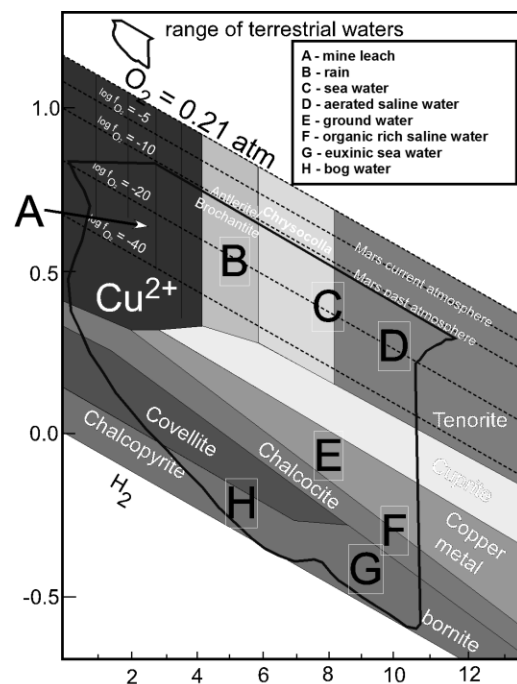 range of terrestrial waters
A - mine leach
B - rain
C - sea water
D - aerated saline water
E - ground water
F - organic rich saline water
G - euxinic sea water
H - bog water
O2 = 0.21 atm
log fO2 = -5
log fO2 = -10
log fO2 = -20
log fO2 = -40
1.0
0.5
0.0
-0.5
A
B
C
D
E
F
G
H
Cu2+
Antlerite
Brochantite
Chrysocolla
Mars current atmosphere
Mars past atmosphere
Tenorite
Cuprite
Copper
metal
Covellite
Chalcocite
Chalcopyrite
bornite
H2
2
4
6
8
10
12